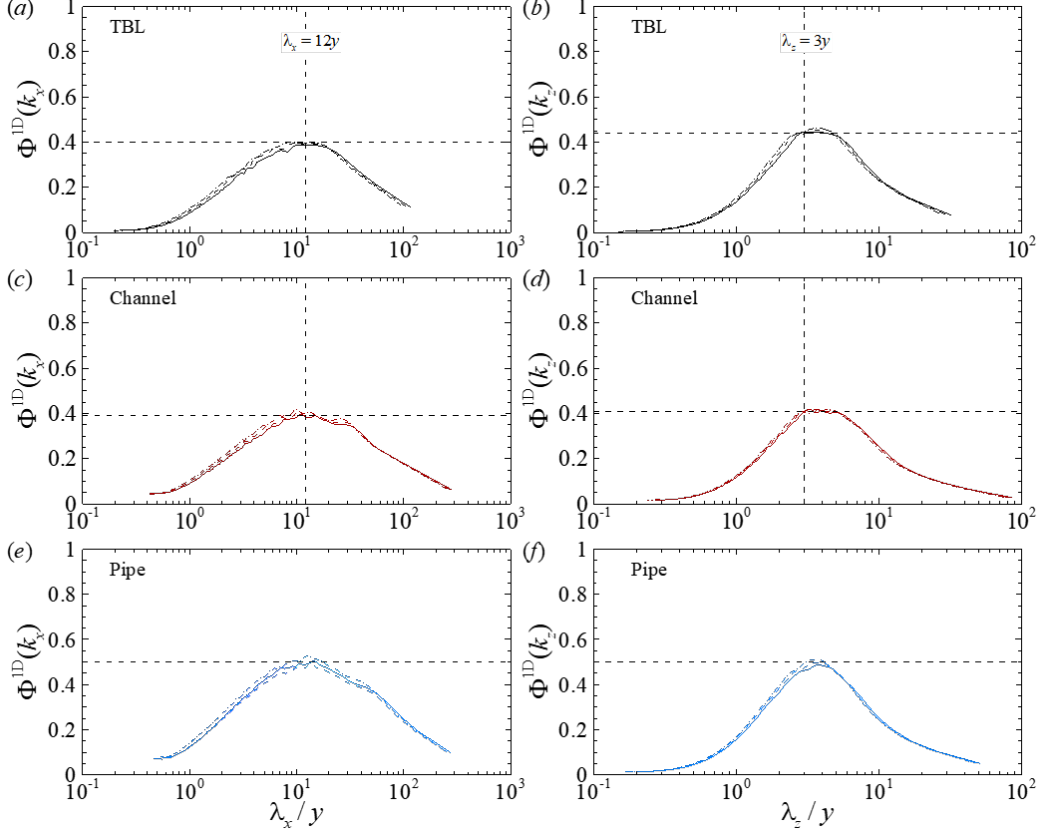 (a)
TBL
λx = 12y
Φ1D(kx)
1
0.8
0.6
0.4
0.2
0
10-1 100 101 102 103
(b)
TBL
λz = 3y
Φ1D(kz)
1
0.8
0.6
0.4
0.2
0
10-1 100 101 102
(c)
Channel
Φ1D(kx)
1
0.8
0.6
0.4
0.2
0
10-1 100 101 102 103
(d)
Channel
Φ1D(kz)
1
0.8
0.6
0.4
0.2
0
10-1 100 101 102
(e)
Pipe
Φ1D(kx)
1
0.8
0.6
0.4
0.2
0
10-1 100 101 102 103
λx / y
(f)
Pipe
Φ1D(kz)
1
0.8
0.6
0.4
0.2
0
10-1 100 101 102
λz / y